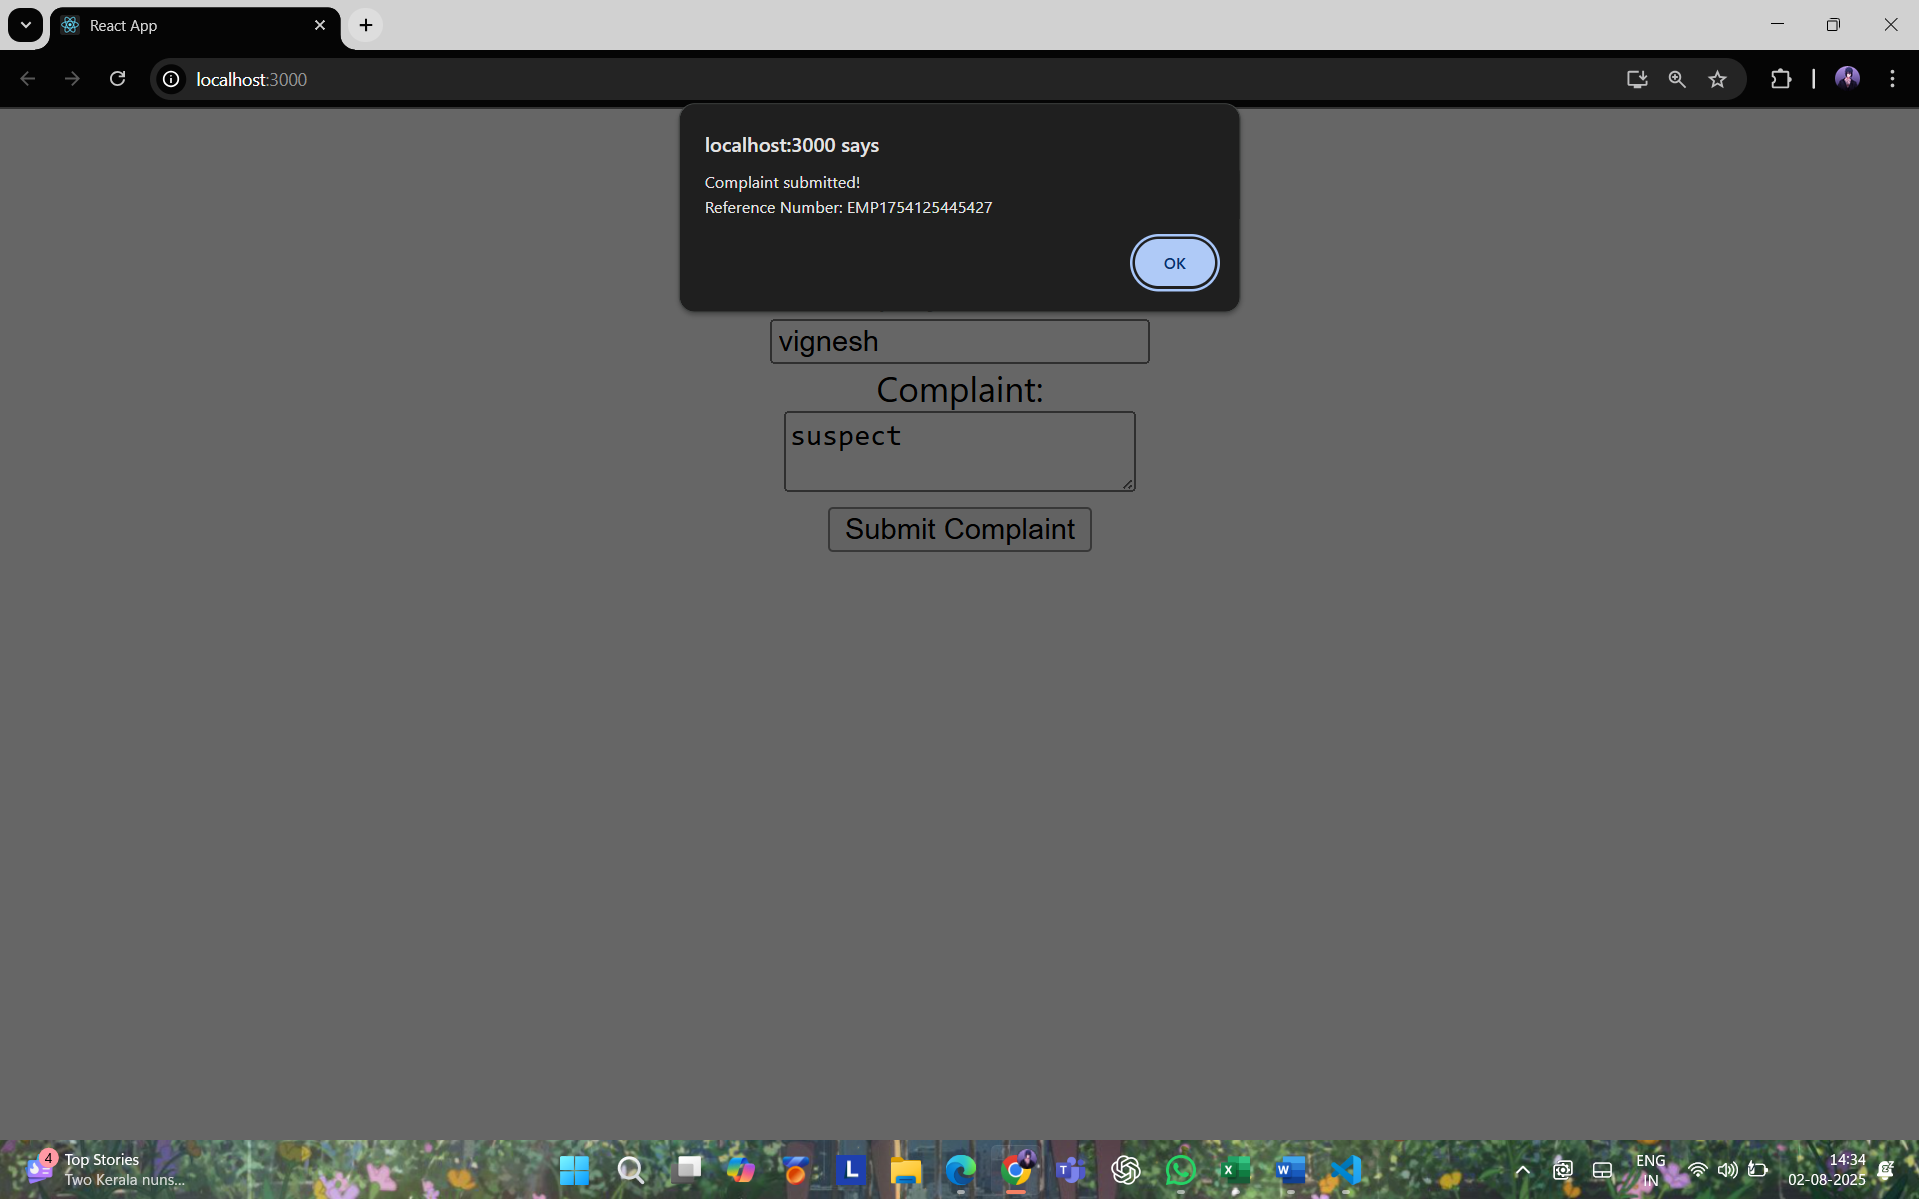 React App
localhost:3000
localhost:3000 says
Complaint submitted!
Reference Number: EMP1754125445427
OK
vignesh
Complaint:
suspect
Submit Complaint
4
Top Stories
Two Kerala nuns...
L
T
X
W
ENG
IN
14:34
02-08-2025